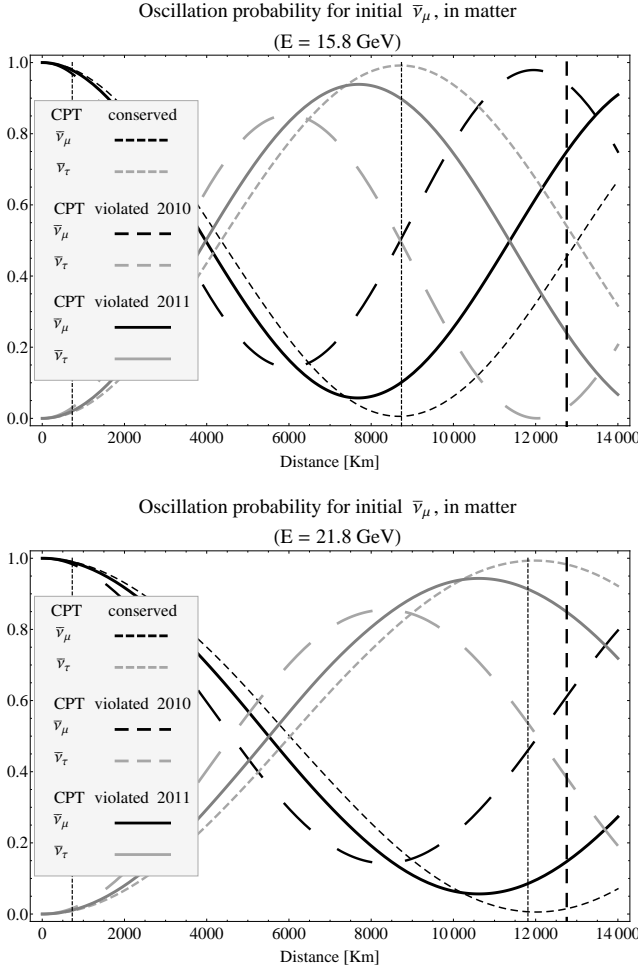 Oscillation probability for initial ν̅μ, in matter
(E = 15.8 GeV)
1.0
0.8
0.6
0.4
0.2
0.0
CPT conserved
ν̅μ
ν̅τ
CPT violated 2010
ν̅μ
ν̅τ
CPT violated 2011
ν̅μ
ν̅τ
0 2000 4000 6000 8000 10 000 12 000 14 000
Distance [Km]
Oscillation probability for initial ν̅μ, in matter
(E = 21.8 GeV)
1.0
0.8
0.6
0.4
0.2
0.0
CPT conserved
ν̅μ
ν̅τ
CPT violated 2010
ν̅μ
ν̅τ
CPT violated 2011
ν̅μ
ν̅τ
0 2000 4000 6000 8000 10 000 12 000 14 000
Distance [Km]